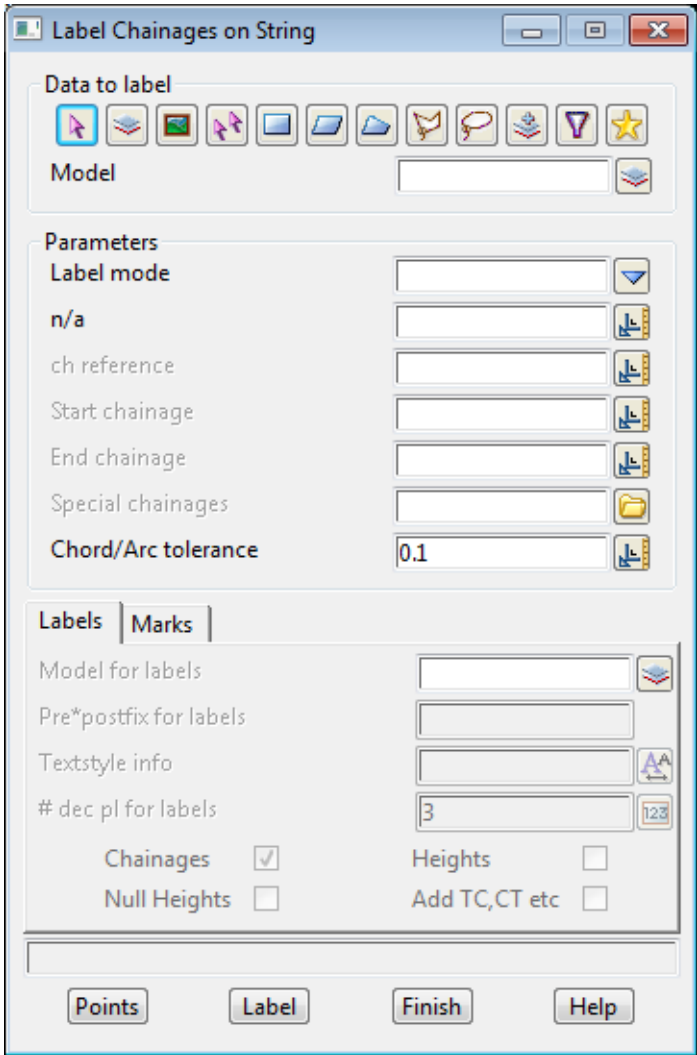 Label Chainages on String
Data to label
Model
Parameters
Label mode
n/a
ch reference
Start chainage
End chainage
Special chainages
Chord/Arc tolerance 0.1
Labels Marks
Model for labels
Pre*postfix for labels
Textstyle info
# dec pl for labels 3 123
Chainages Heights
Null Heights Add TC,CT etc
Points Label Finish Help